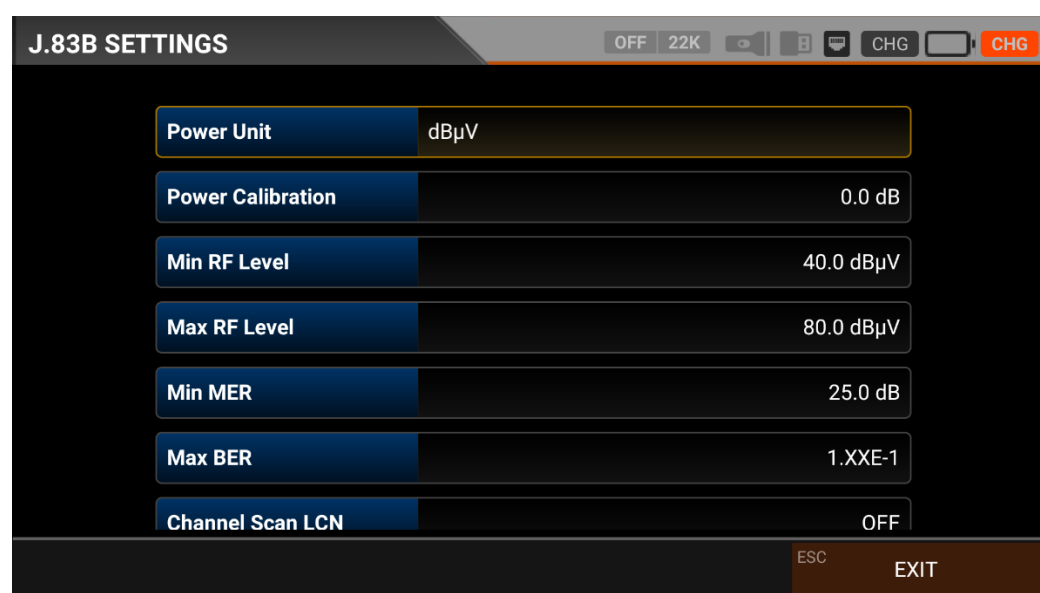 J.83B SETTINGS OFF 22K CHG CHG
Power Unit dBµV
Power Calibration 0.0 dB
Min RF Level 40.0 dBµV
Max RF Level 80.0 dBµV
Min MER 25.0 dB
Max BER 1.XXE-1
Channel Scan LCN OFF
ESC EXIT